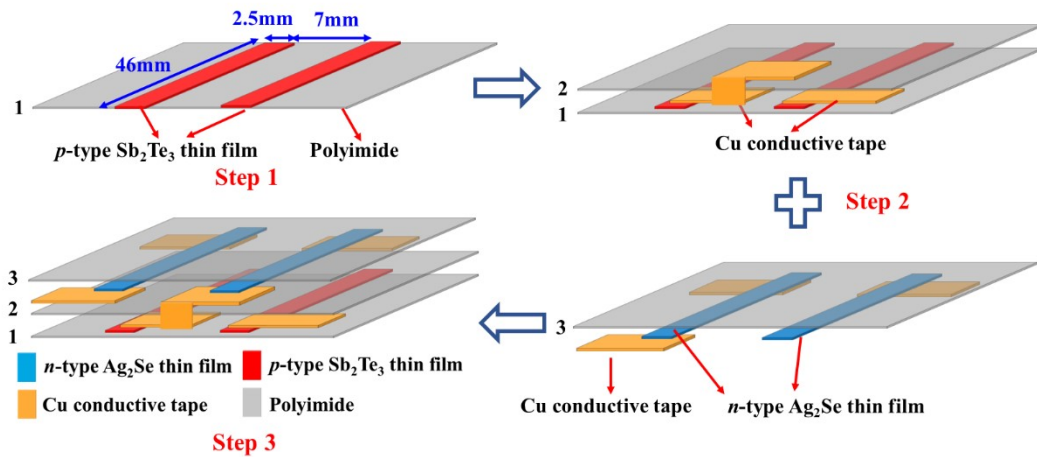 2.5mm
7mm
46mm
1
p-type Sb₂Te₃ thin film
Polyimide
Step 1
2
1
Cu conductive tape
Step 2
3
2
1
n-type Ag₂Se thin film
p-type Sb₂Te₃ thin film
Cu conductive tape
Polyimide
Step 3
3
Cu conductive tape
n-type Ag₂Se thin film